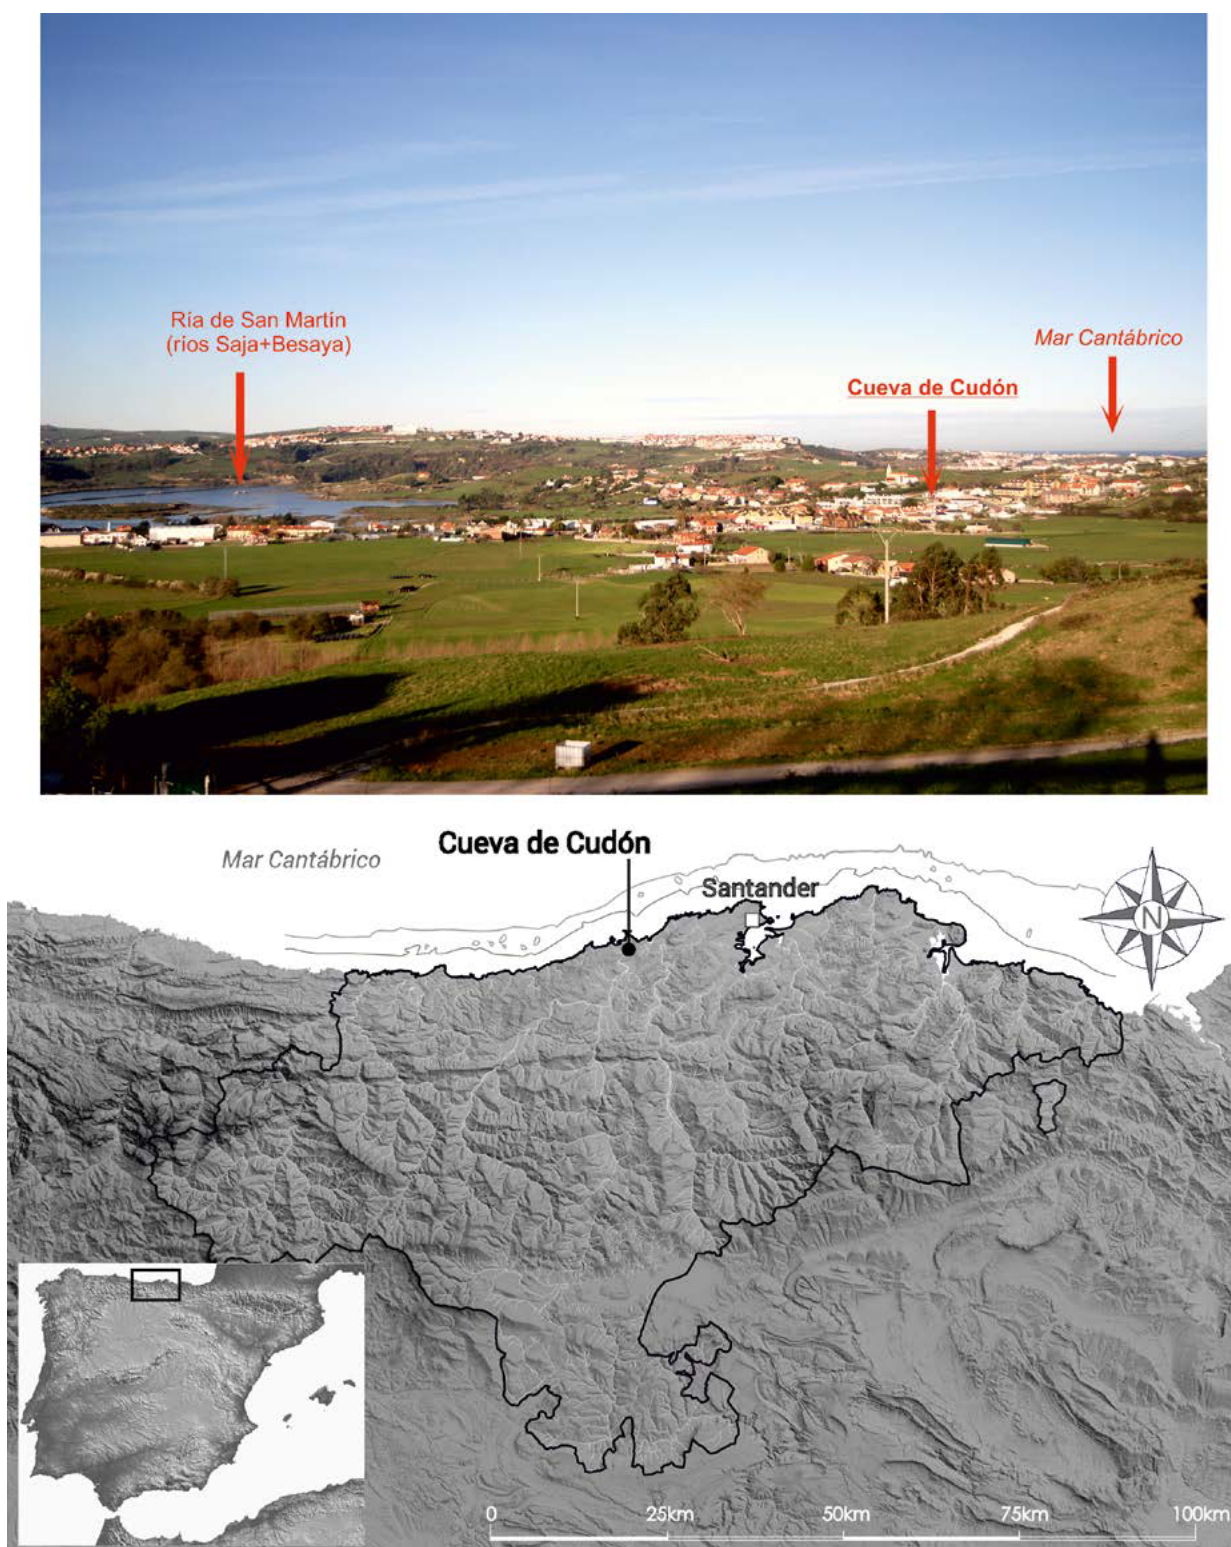 Ría de San Martín
(rios Saja+Besaya)
Mar Cantábrico
Cueva de Cudón
Mar Cantábrico
Cueva de Cudón
Santander
N
0 25km 50km 75km 100km